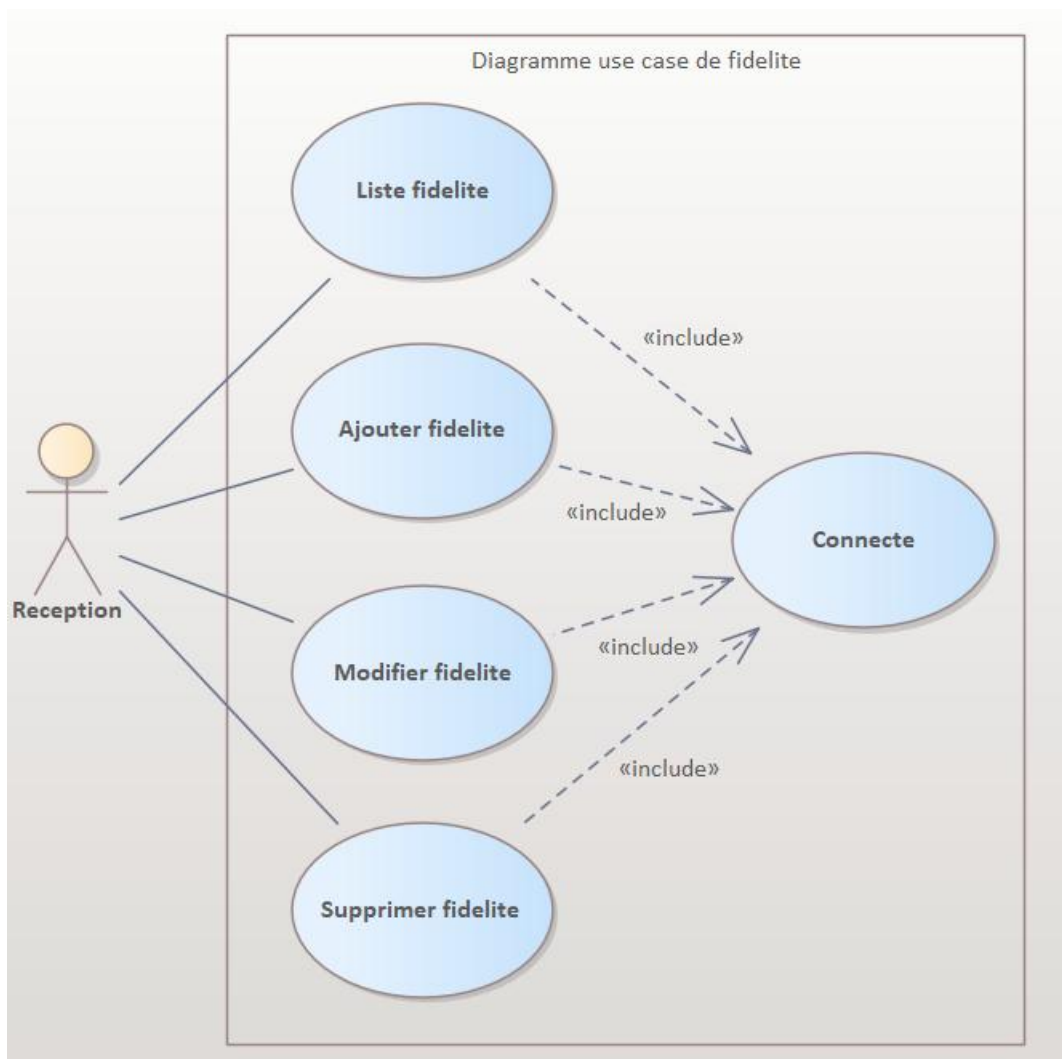 Diagramme use case de fidelite
Liste fidelite
«include»
Ajouter fidelite
«include»
Connecte
Reception
Modifier fidelite
«include»
«include»
Supprimer fidelite